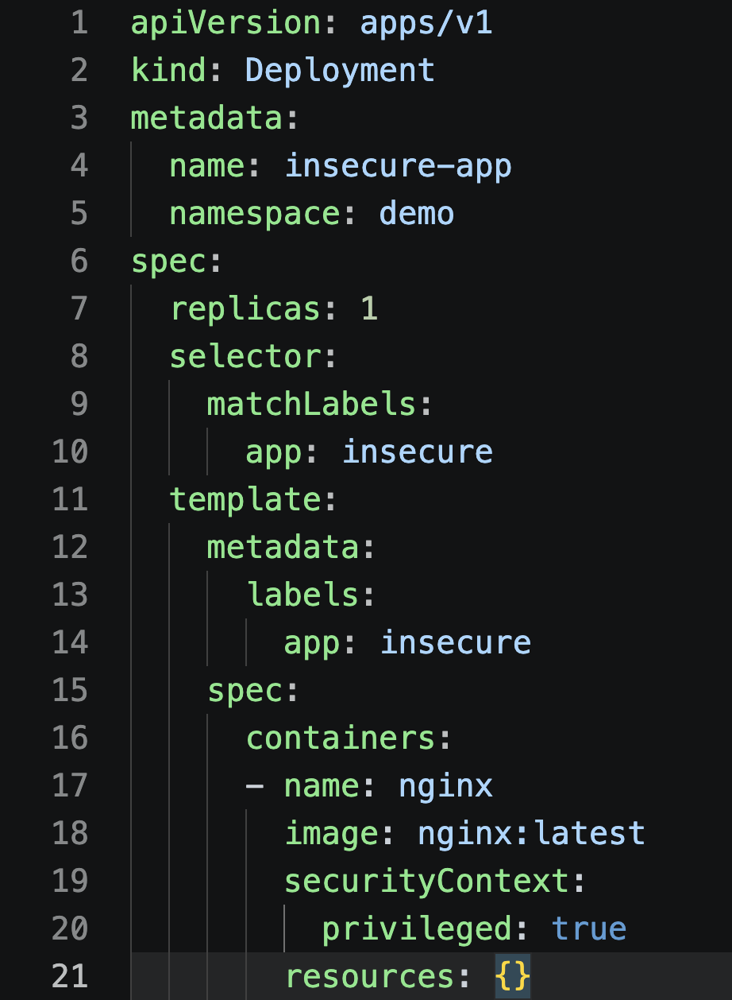 1 apiVersion: apps/v1
2 kind: Deployment
3 metadata:
4   name: insecure-app
5   namespace: demo
6 spec:
7   replicas: 1
8   selector:
9     matchLabels:
10       app: insecure
11   template:
12     metadata:
13       labels:
14         app: insecure
15     spec:
16       containers:
17       - name: nginx
18         image: nginx:latest
19         securityContext:
20           privileged: true
21         resources: {}